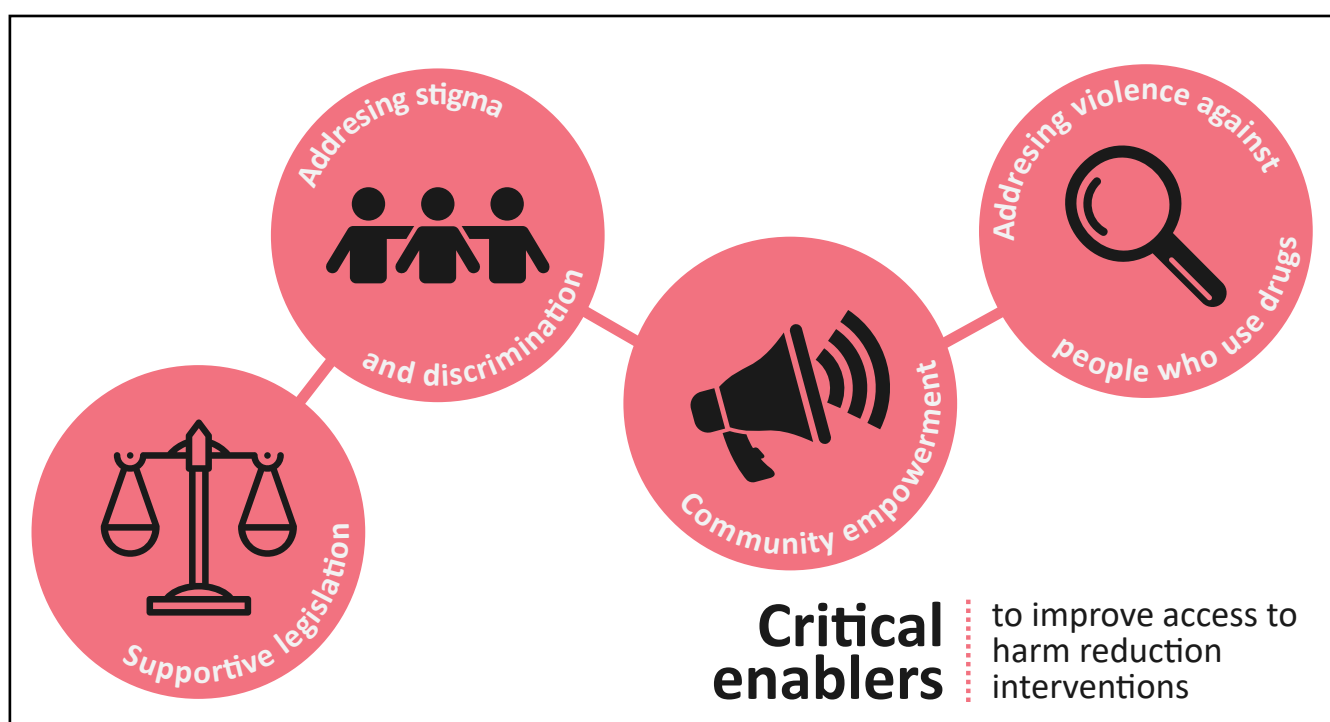 Addresing stigma
and discrimination
Addresing violence against
people who use drugs
Community empowerment
Supportive legislation
Critical
enablers
to improve access to
harm reduction
interventions